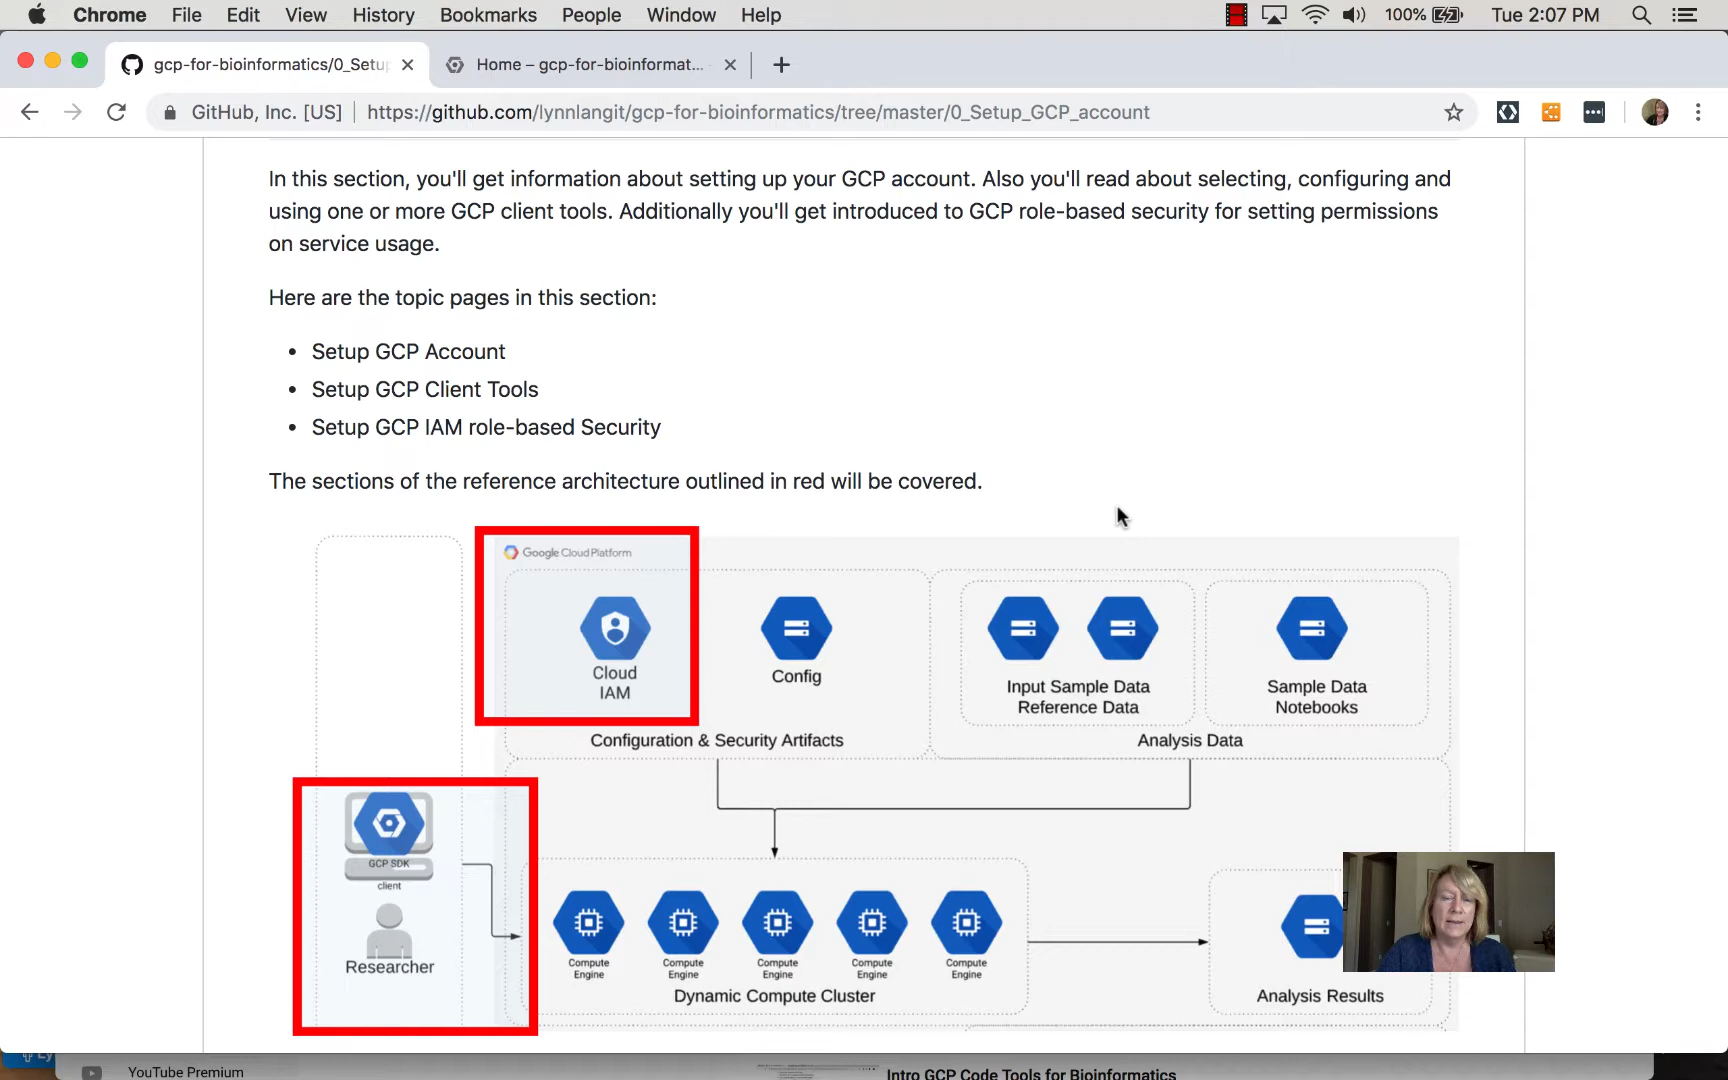 Chrome File Edit View History Bookmarks People Window Help 100% Tue 2:07 PM
gcp-for-bioinformatics/0_Setu Home – gcp-for-bioinformat...
GitHub, Inc. [US] https://github.com/lynnlangit/gcp-for-bioinformatics/tree/master/0_Setup_GCP_account
In this section, you'll get information about setting up your GCP account. Also you'll read about selecting, configuring and
using one or more GCP client tools. Additionally you'll get introduced to GCP role-based security for setting permissions
on service usage.
Here are the topic pages in this section:
• Setup GCP Account
• Setup GCP Client Tools
• Setup GCP IAM role-based Security
The sections of the reference architecture outlined in red will be covered.
Google Cloud Platform
Cloud
IAM
Config
Configuration & Security Artifacts
Input Sample Data
Reference Data
Sample Data
Notebooks
Analysis Data
GCP SDK
client
Researcher
Compute
Engine
Compute
Engine
Compute
Engine
Compute
Engine
Compute
Engine
Dynamic Compute Cluster
Analysis Results
YouTube Premium
Intro GCP Code Tools for Bioinformatics